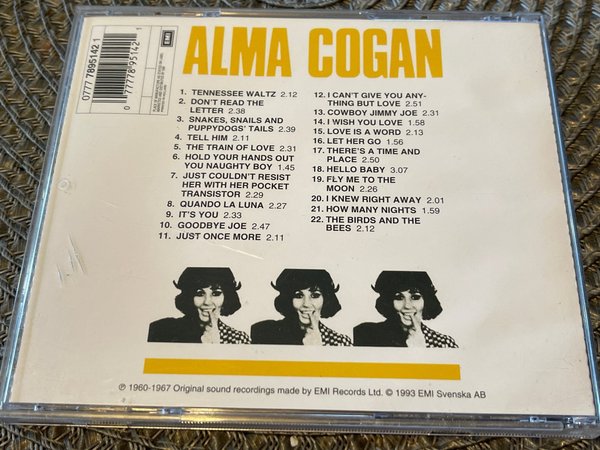 0777 7895142 1
0 077778 95142 1
EMI
ALMA COGAN
1. TENNESSEE WALTZ 2.12
2. DON'T READ THE
LETTER 2.38
3. SNAKES, SNAILS AND
PUPPYDOGS' TAILS 2.39
4. TELL HIM 2.11
5. THE TRAIN OF LOVE 2.31
6. HOLD YOUR HANDS OUT
YOU NAUGHTY BOY 1.45
7. JUST COULDN'T RESIST
HER WITH HER POCKET
TRANSISTOR 2.29
8. QUANDO LA LUNA 2.27
9. IT'S YOU 2.33
10. GOODBYE JOE 2.47
11. JUST ONCE MORE 2.11
12. I CAN'T GIVE YOU ANY-
THING BUT LOVE 2.51
13. COWBOY JIMMY JOE 2.31
14. I WISH YOU LOVE 1.58
15. LOVE IS A WORD 2.13
16. LET HER GO 1.56
17. THERE'S A TIME AND
PLACE 2.50
18. HELLO BABY 3.07
19. FLY ME TO THE
MOON 2.26
20. I KNEW RIGHT AWAY 2.01
21. HOW MANY NIGHTS 1.59
22. THE BIRDS AND THE
BEES 2.12
℗ 1960-1967 Original sound recordings made by EMI Records Ltd. © 1993 EMI Svenska AB